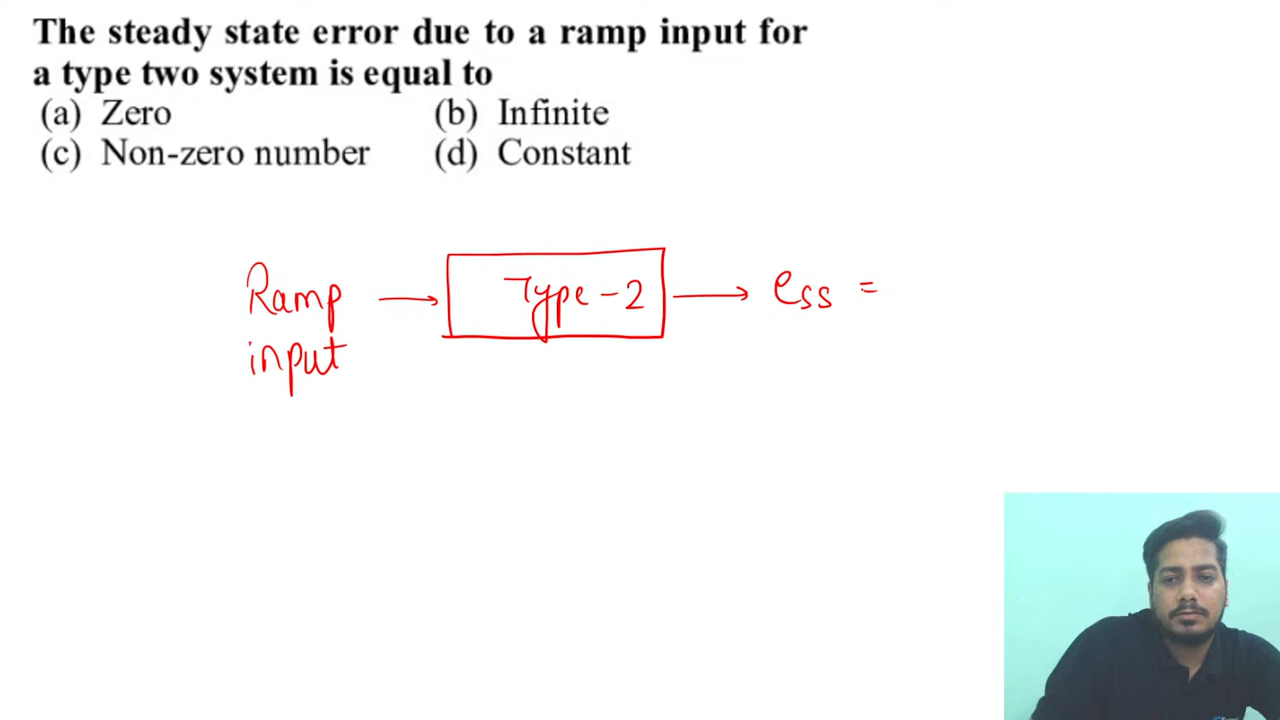 The steady state error due to a ramp input for
a type two system is equal to
(a) Zero (b) Infinite
(c) Non-zero number (d) Constant
Ramp → Type-2 → ess =
input